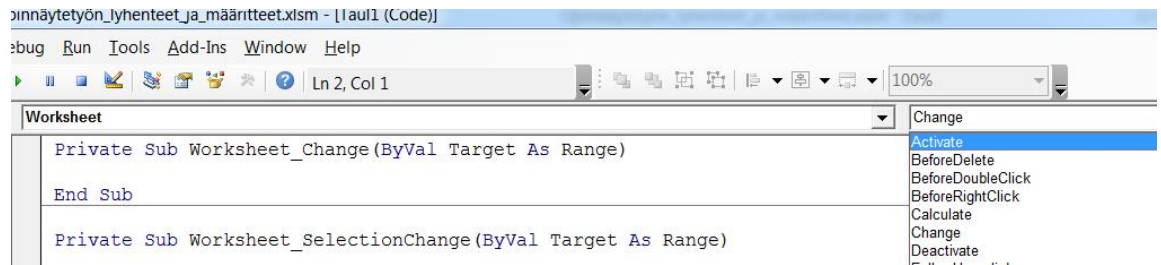 pinnäytetyön_lyhenteet_ja_määritteet.xlsm - [Taul1 (Code)]
ebug Run Tools Add-Ins Window Help
Ln 2, Col 1 100%
Worksheet Change
Private Sub Worksheet_Change(ByVal Target As Range)
End Sub
Private Sub Worksheet_SelectionChange(ByVal Target As Range)
Activate
BeforeDelete
BeforeDoubleClick
BeforeRightClick
Calculate
Change
Deactivate